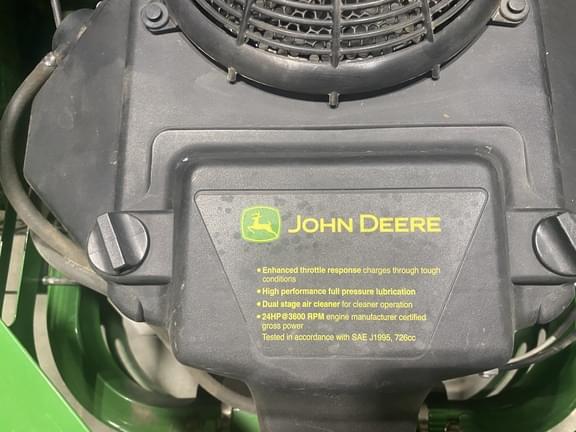 JOHN DEERE
• Enhanced throttle response charges through tough
conditions
• High performance full pressure lubrication
• Dual stage air cleaner for cleaner operation
• 24HP@3600 RPM engine manufacturer certified
gross power
Tested in accordance with SAE J1995, 726cc